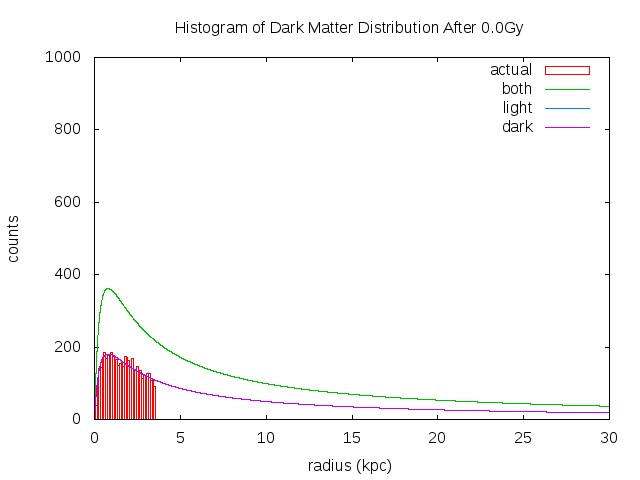 Histogram of Dark Matter Distribution After 0.0Gy
1000
800
600
400
200
0
counts
actual
both
light
dark
0 5 10 15 20 25 30
radius (kpc)